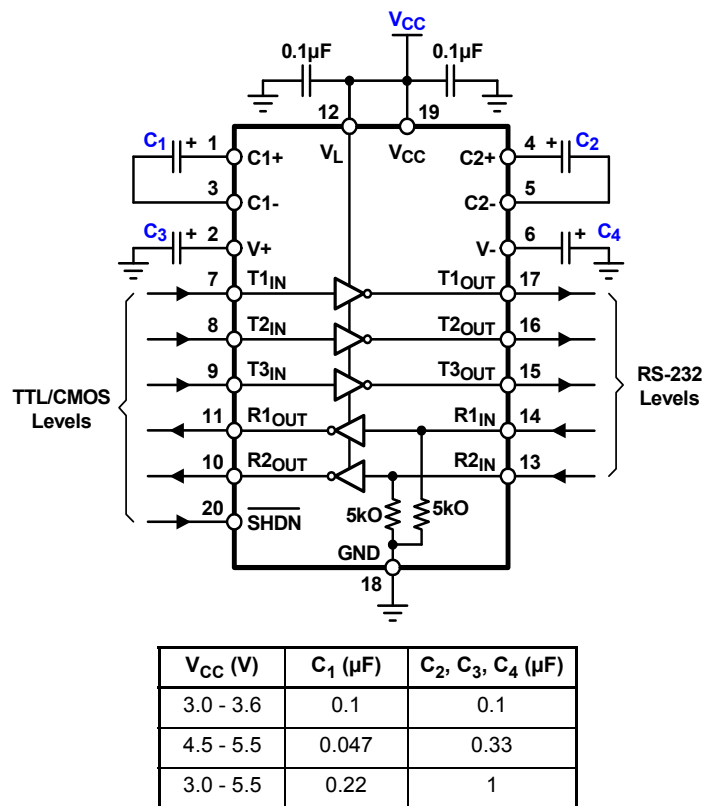 VCC
0.1µF 0.1µF
12 19
C1 + 1 C1+ VL VCC C2+ 4 + C2
3 C1- C2- 5
C3 + 2 V+ V- 6 + C4
7 T1IN T1OUT 17
8 T2IN T2OUT 16
9 T3IN T3OUT 15
TTL/CMOS
Levels
RS-232
Levels
11 R1OUT R1IN 14
10 R2OUT R2IN 13
5kO 5kO
20 SHDN
GND
18
VCC (V) C1 (µF) C2, C3, C4 (µF)
3.0 - 3.6 0.1 0.1
4.5 - 5.5 0.047 0.33
3.0 - 5.5 0.22 1